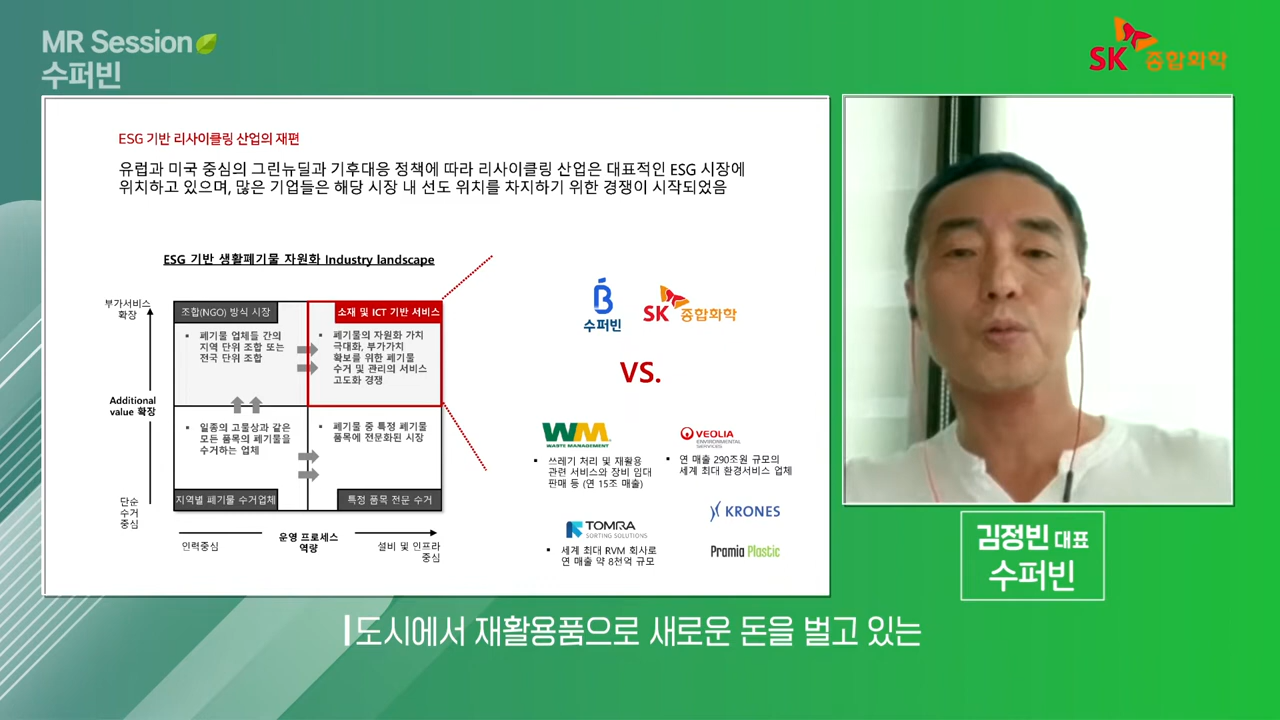 MR Session
수퍼빈
SK 종합화학
ESG 기반 리사이클링 산업의 재편
유럽과 미국 중심의 그린뉴딜과 기후대응 정책에 따라 리사이클링 산업은 대표적인 ESG 시장에
위치하고 있으며, 많은 기업들은 해당 시장 내 선도 위치를 차지하기 위한 경쟁이 시작되었음
ESG 기반 생활폐기물 자원화 Industry landscape
부가서비스
확장
Additional
value 확장
단순
수거
중심
조합(NGO) 방식 시장
▪ 폐기물 업체들 간의
지역 단위 조합 또는
전국 단위 조합
소재 및 ICT 기반 서비스
▪ 폐기물의 자원화 가치
극대화, 부가가치
확보를 위한 폐기물
수거 및 관리의 서비스
고도화 경쟁
▪ 일종의 고물상과 같은
모든 품목의 폐기물을
수거하는 업체
지역별 폐기물 수거업체
▪ 폐기물 중 특정 폐기물
품목에 전문화된 시장
특정 품목 전문 수거
인력중심
운영 프로세스
역량
설비 및 인프라
중심
수퍼빈
SK 종합화학
VS.
WM
WASTE MANAGEMENT
▪ 쓰레기 처리 및 재활용
관련 서비스와 장비 임대
판매 등 (연 15조 매출)
VEOLIA
ENVIRONMENTAL
SERVICES
▪ 연 매출 290조원 규모의
세계 최대 환경서비스 업체
TOMRA
SORTING SOLUTIONS
▪ 세계 최대 RVM 회사로
연 매출 약 8천억 규모
KRONES
Pramia Plastic
김정빈 대표
수퍼빈
도시에서 재활용품으로 새로운 돈을 벌고 있는